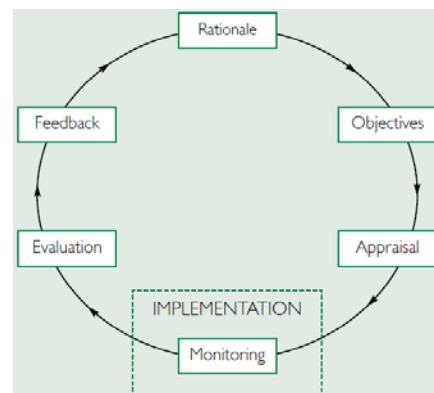 Rationale
Feedback
Objectives
Evaluation
Appraisal
IMPLEMENTATION
Monitoring